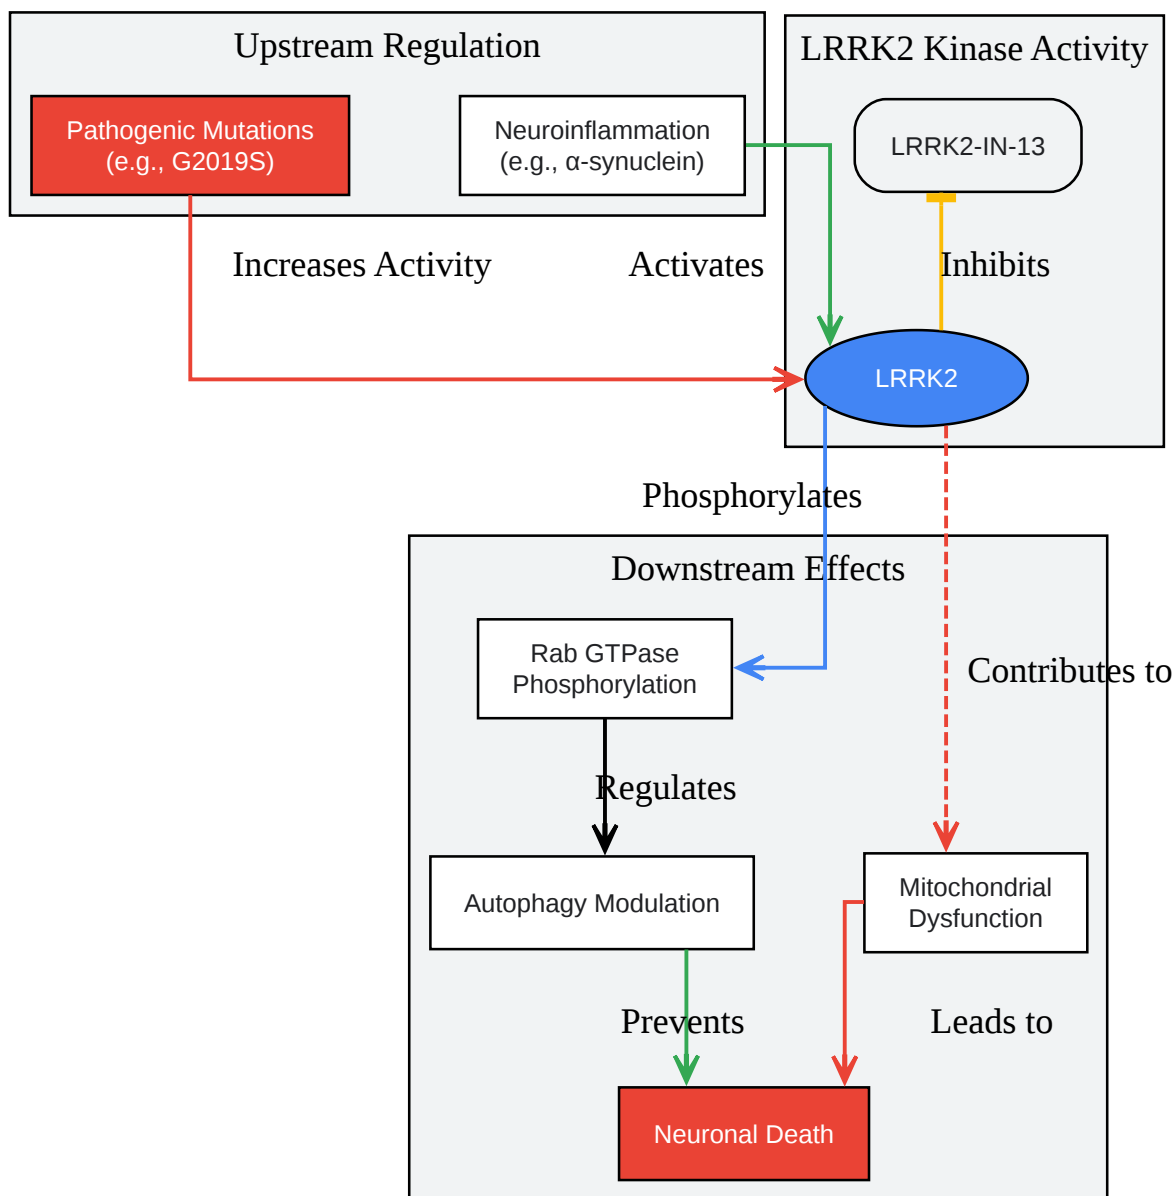 Upstream Regulation
LRRK2 Kinase Activity
Pathogenic Mutations
(e.g., G2019S)
Neuroinflammation
(e.g., α-synuclein)
LRRK2-IN-13
Increases Activity
Activates
Inhibits
LRRK2
Phosphorylates
Downstream Effects
Rab GTPase
Phosphorylation
Contributes to
Regulates
Autophagy Modulation
Mitochondrial
Dysfunction
Prevents
Leads to
Neuronal Death